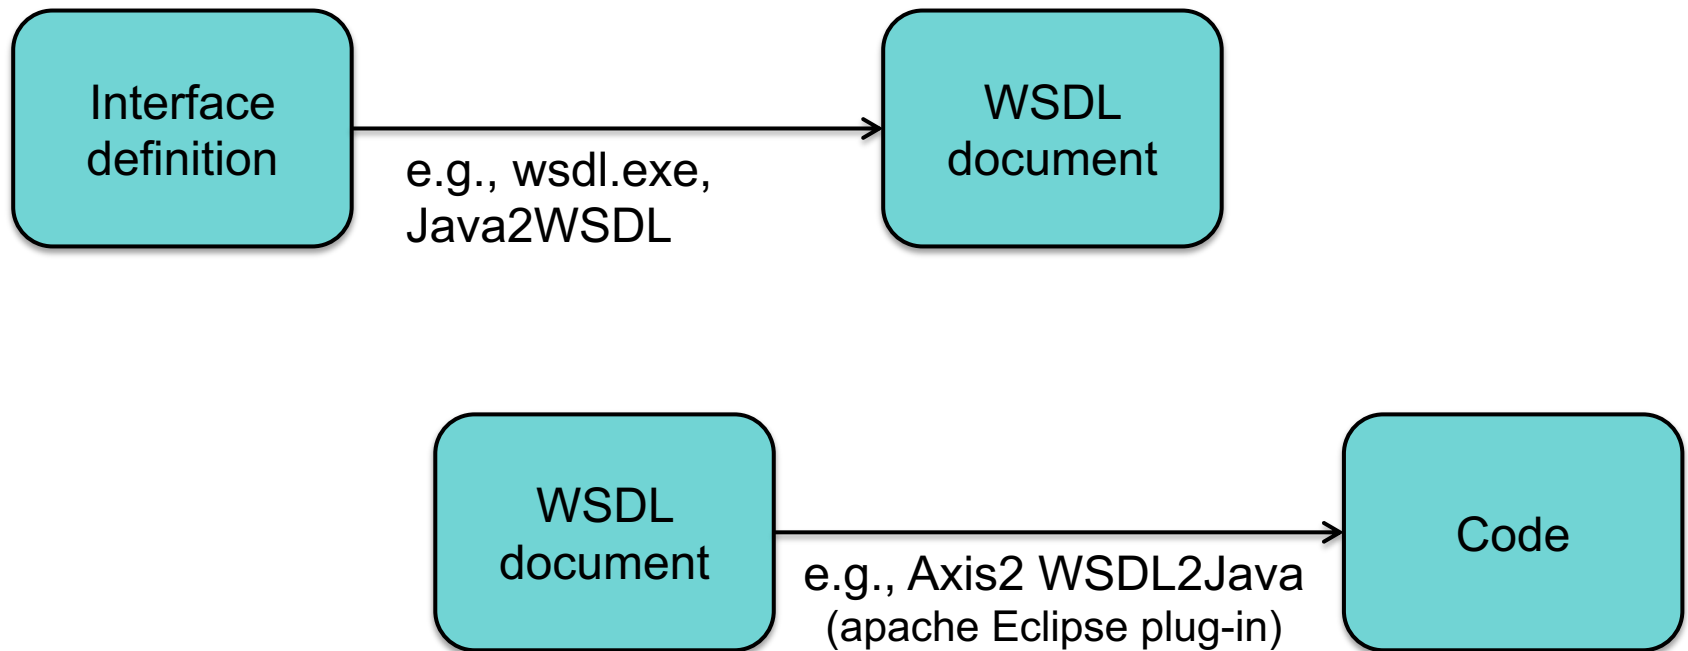 Interface
definition
e.g., wsdl.exe,
Java2WSDL
WSDL
document
WSDL
document
e.g., Axis2 WSDL2Java
(apache Eclipse plug-in)
Code